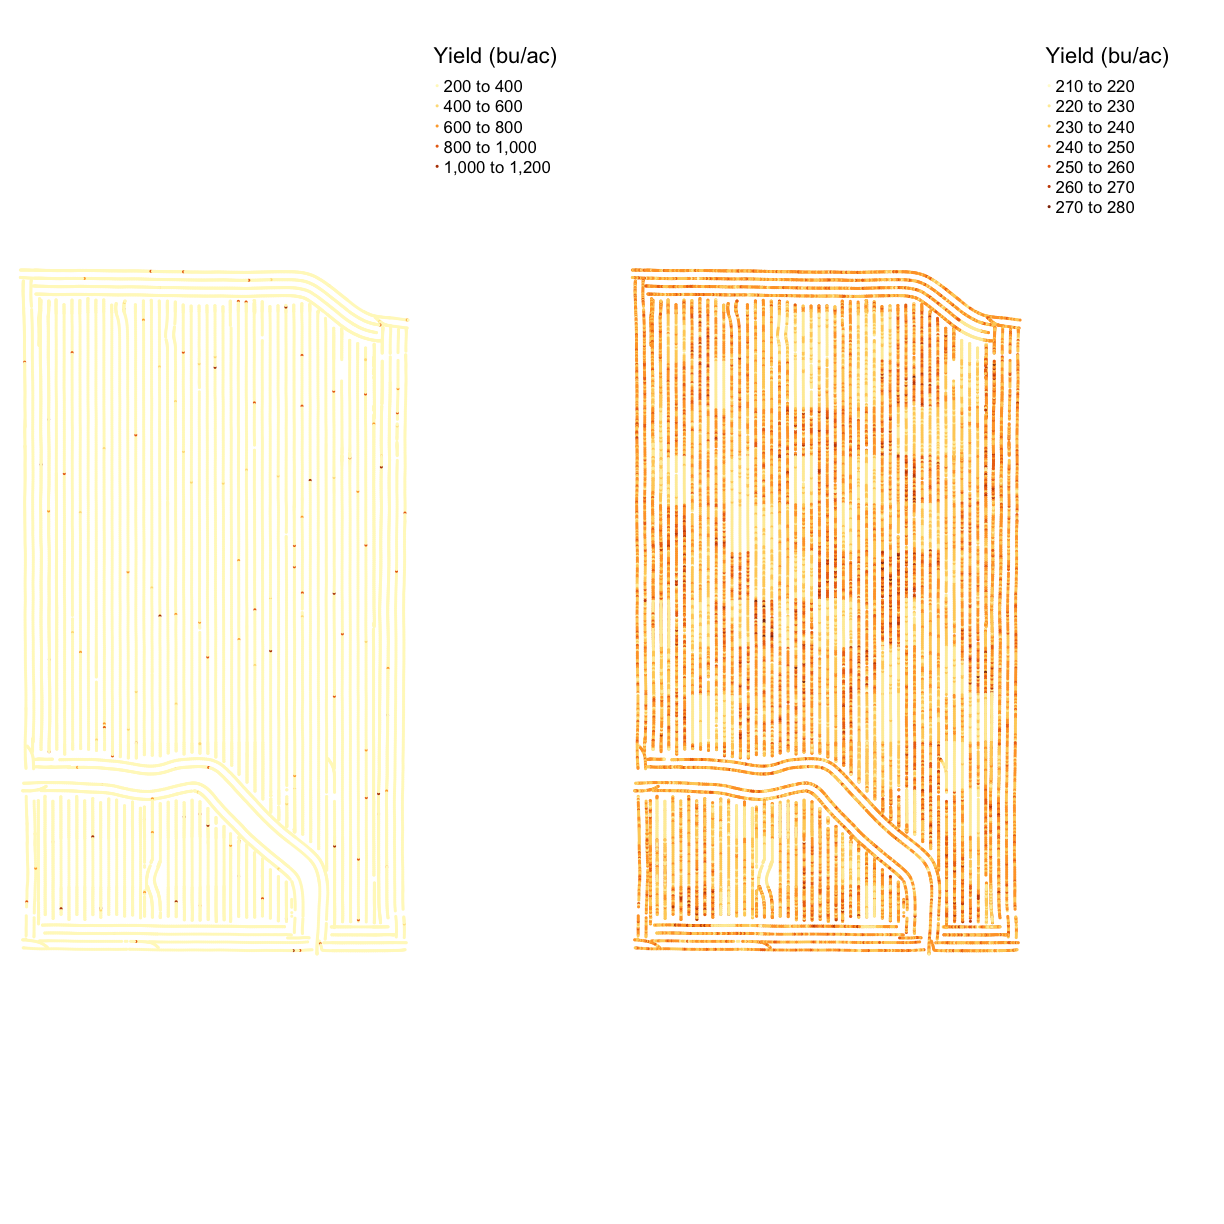 Yield (bu/ac)
200 to 400
400 to 600
600 to 800
800 to 1,000
1,000 to 1,200
Yield (bu/ac)
210 to 220
220 to 230
230 to 240
240 to 250
250 to 260
260 to 270
270 to 280